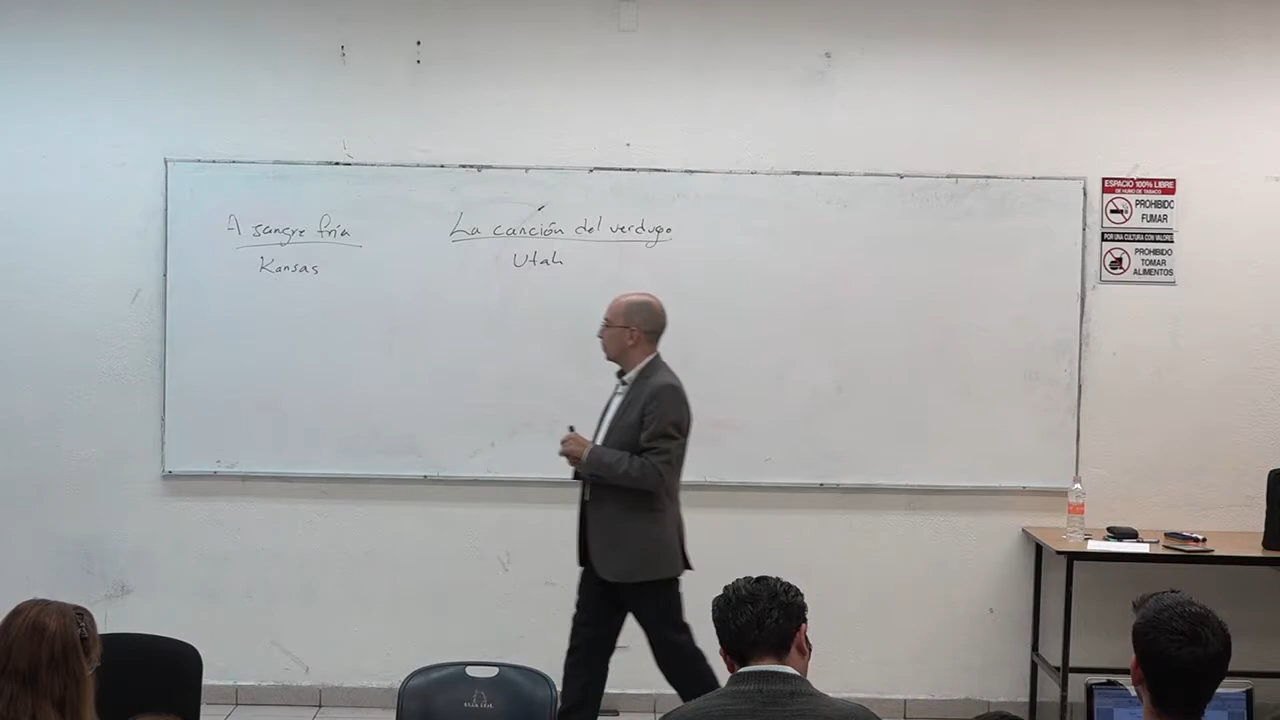 A sangre fría
Kansas
La canción del verdugo
Utah
ESPACIO 100% LIBRE
DE HUMO DE TABACO
PROHIBIDO
FUMAR
POR UNA CULTURA CON VALORES
PROHIBIDO
TOMAR
ALIMENTOS